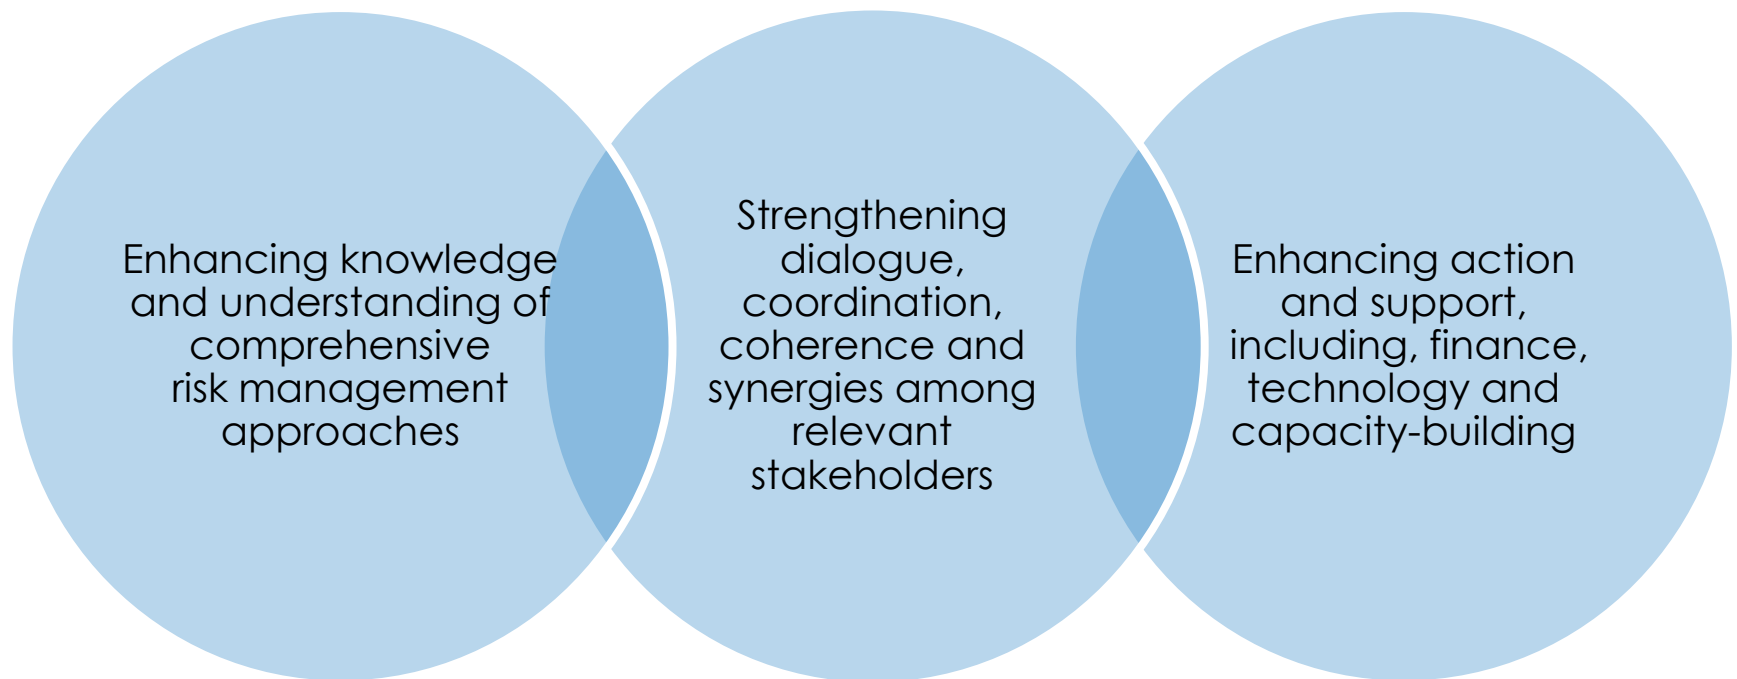 Enhancing knowledge
and understanding of
comprehensive
risk management
approaches
Strengthening
dialogue,
coordination,
coherence and
synergies among
relevant
stakeholders
Enhancing action
and support,
including, finance,
technology and
capacity-building